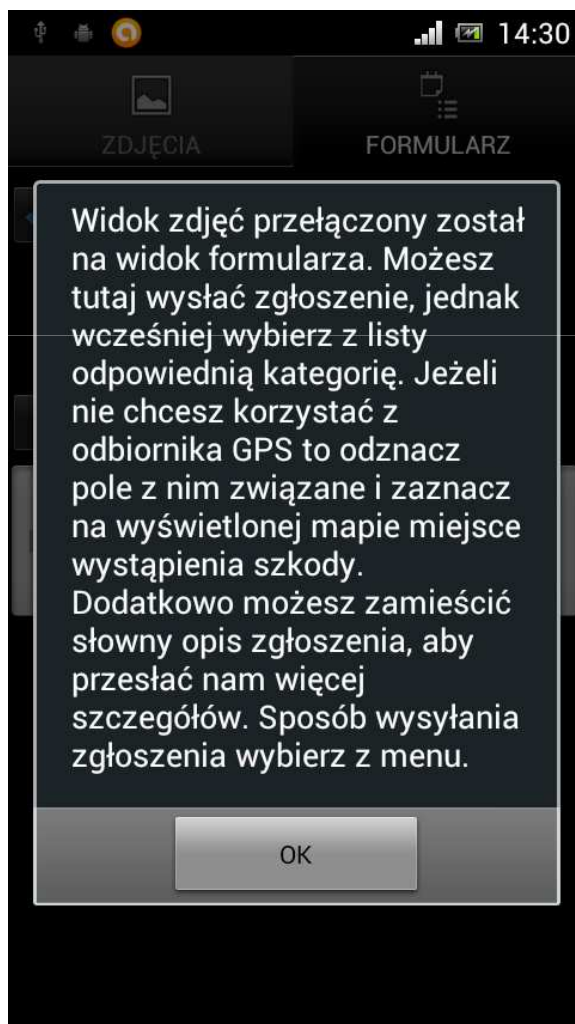 14:30
ZDJĘCIA
FORMULARZ
Widok zdjęć przełączony został
na widok formularza. Możesz
tutaj wysłać zgłoszenie, jednak
wcześniej wybierz z listy
odpowiednią kategorię. Jeżeli
nie chcesz korzystać z
odbiornika GPS to odznacz
pole z nim związane i zaznacz
na wyświetlonej mapie miejsce
wystąpienia szkody.
Dodatkowo możesz zamieścić
słowny opis zgłoszenia, aby
przesłać nam więcej
szczegółów. Sposób wysyłania
zgłoszenia wybierz z menu.
OK